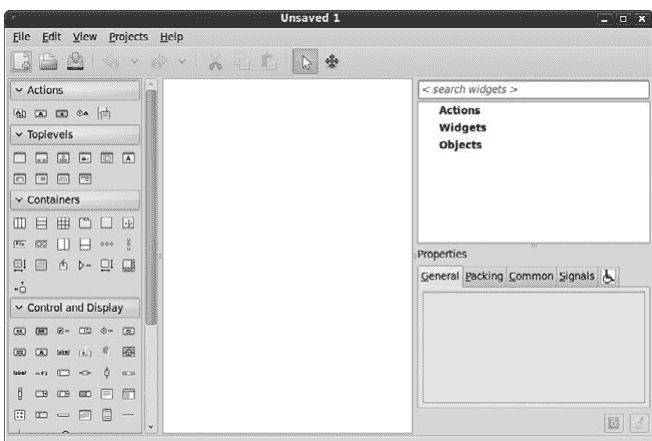 Unsaved 1
File Edit View Projects Help
Actions
Toplevels
Containers
Control and Display
< search widgets >
Actions
Widgets
Objects
Properties
General Packing Common Signals